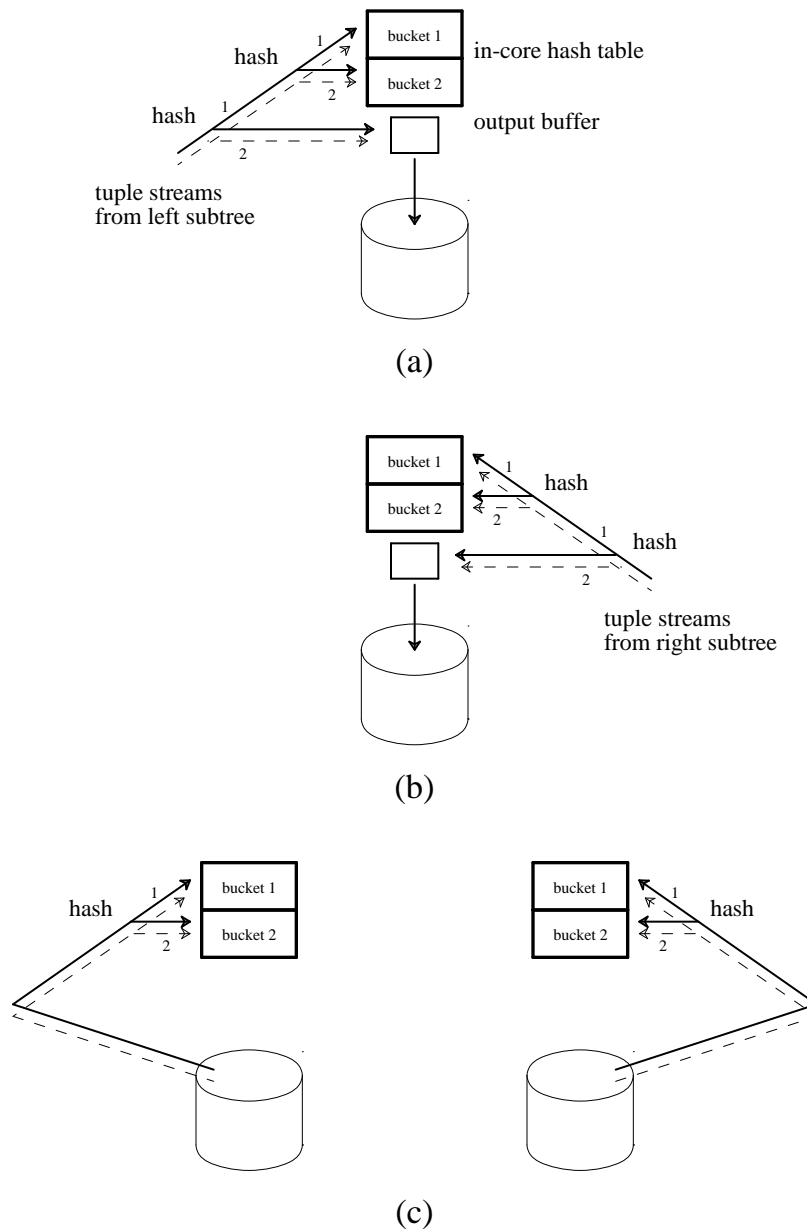 1
bucket 1
hash
in-core hash table
2
bucket 2
1
hash
output buffer
2
tuple streams
from left subtree
(a)
bucket 1
1
hash
bucket 2
2
1
hash
2
tuple streams
from right subtree
(b)
1
bucket 1
hash
2
bucket 2
bucket 1
1
hash
bucket 2
2
(c)